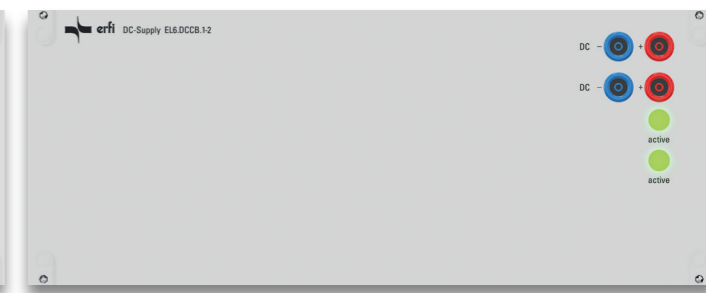 erfi DC-Supply EL6.DCCB.1-2
DC - +
DC - +
active
active